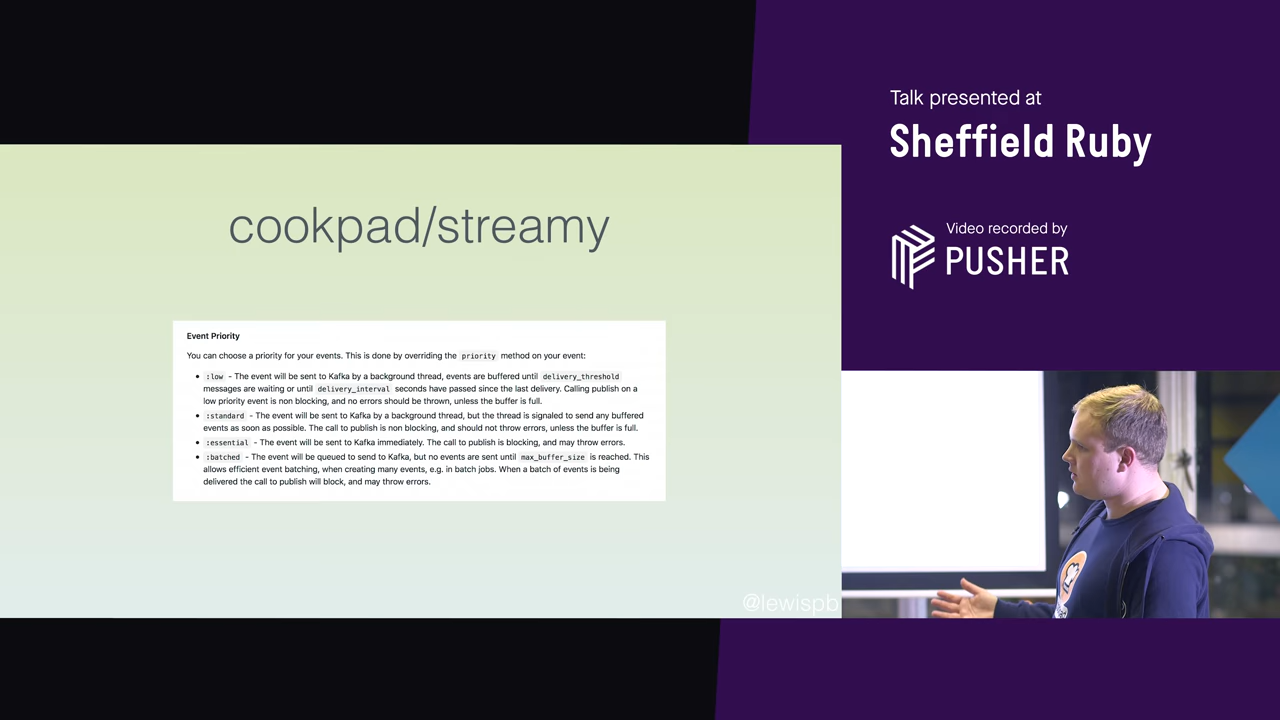 Talk presented at
Sheffield Ruby
Video recorded by
PUSHER
cookpad/streamy
Event Priority
You can choose a priority for your events. This is done by overriding the priority method on your event:
• :low - The event will be sent to Kafka by a background thread, events are buffered until delivery_threshold
messages are waiting or until delivery_interval seconds have passed since the last delivery. Calling publish on a
low priority event is non blocking, and no errors should be thrown, unless the buffer is full.
• :standard - The event will be sent to Kafka by a background thread, but the thread is signaled to send any buffered
events as soon as possible. The call to publish is non blocking, and should not throw errors, unless the buffer is full.
• :essential - The event will be sent to Kafka immediately. The call to publish is blocking, and may throw errors.
• :batched - The event will be queued to send to Kafka, but no events are sent until max_buffer_size is reached. This
allows efficient event batching, when creating many events, e.g. in batch jobs. When a batch of events is being
delivered the call to publish will block, and may throw errors.
@lewispb